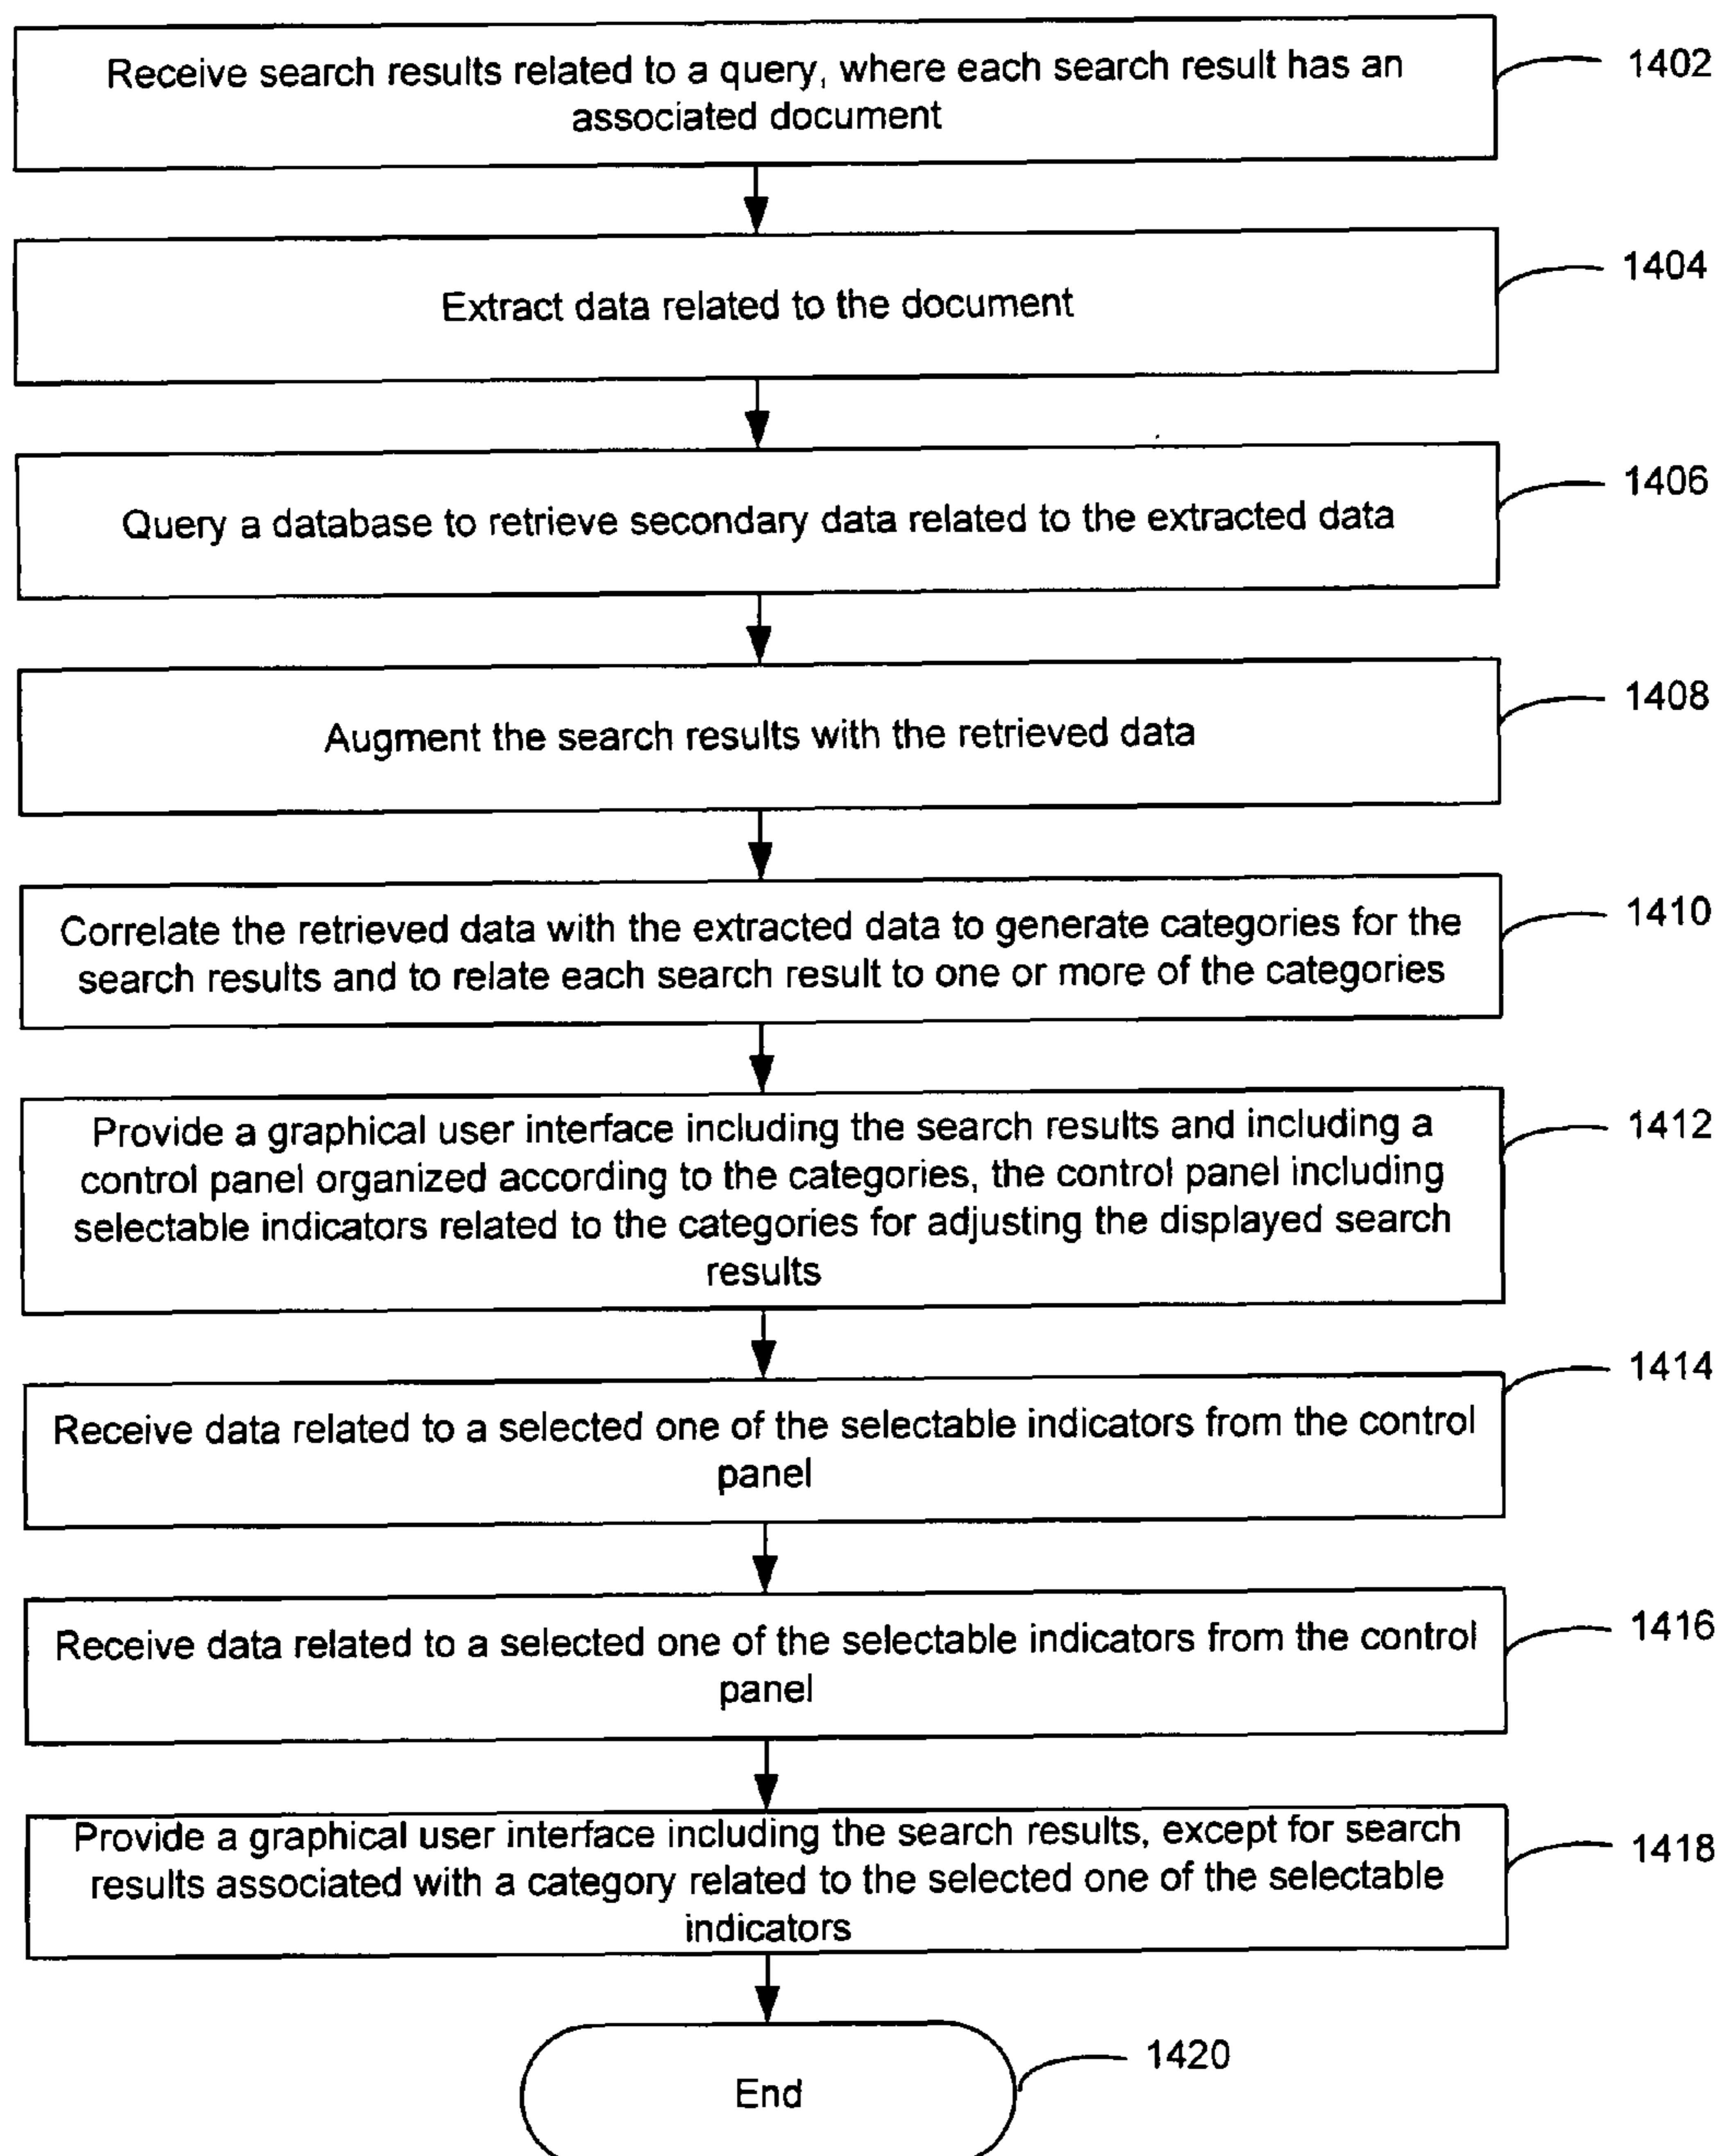 Receive search results related to a query, where each search result has an
associated document
1402
Extract data related to the document
1404
Query a database to retrieve secondary data related to the extracted data
1406
Augment the search results with the retrieved data
1408
Correlate the retrieved data with the extracted data to generate categories for the
search results and to relate each search result to one or more of the categories
1410
Provide a graphical user interface including the search results and including a
control panel organized according to the categories, the control panel including
selectable indicators related to the categories for adjusting the displayed search
results
1412
Receive data related to a selected one of the selectable indicators from the control
panel
1414
Receive data related to a selected one of the selectable indicators from the control
panel
1416
Provide a graphical user interface including the search results, except for search
results associated with a category related to the selected one of the selectable
indicators
1418
End
1420